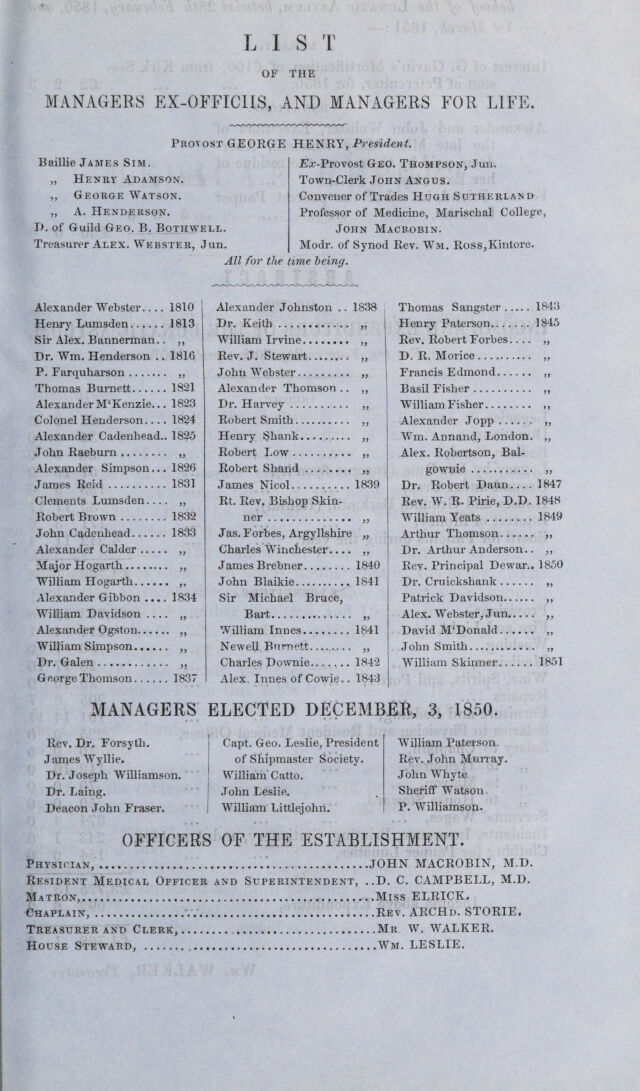 LIST
OF THE
MANAGERS EX-OFFICIIS, AND MANAGERS FOR LIFE.
PROVOST GEORGE HENRY, President.
Baillie JAMES SIM.
„ HENRY ADAMSON.
„ GEORGE WATSON.
„ A. HENDERSON.
D. of Guild GEO. B. BOTHWELL.
Treasurer ALEX. WEBSTER, Jun.
Ex-Provost GEO. THOMPSON, Jun.
Town-Clerk JOHN ANGUS.
Convener of Trades HUGH SUTHERLAND
Professor of Medicine, Marischal College,
JOHN MACROBIN.
Modr. of Synod Rev. WM. ROSS, Kintore.
All for the time being.
Alexander Webster.... 1810
Henry Lumsden...... 1813
Sir Alex. Bannerman.. „
Dr. Wm. Henderson .. 1816
P. Farquharson ...... „
Thomas Burnett...... 1821
Alexander M‘Kenzie... 1823
Colonel Henderson.... 1824
Alexander Cadenhead.. 1825
John Raeburn ........ „
Alexander Simpson... 1826
James Reid .......... 1831
Clements Lumsden.... „
Robert Brown ........ 1832
John Cadenhead...... 1833
Alexander Calder ..... „
Major Hogarth........ „
William Hogarth...... „
Alexander Gibbon .... 1834
William Davidson .... „
Alexander Ogston...... „
William Simpson...... „
Dr. Galen ............ „
George Thomson...... 1837
Alexander Johnston .. 1838
Dr. Keith ............ „
William Irvine........ „
Rev. J. Stewart........ „
John Webster.......... „
Alexander Thomson .. „
Dr. Harvey .......... „
Robert Smith.......... „
Henry Shank......... „
Robert Low .......... „
Robert Shand ........ „
James Nicol.......... 1839
Rt. Rev. Bishop Skin-
ner .............. „
Jas. Forbes, Argyllshire „
Charles Winchester.... „
James Brebner........ 1840
John Blaikie.......... 1841
Sir Michael Bruce,
Bart.............. „
William Innes........ 1841
Newell Burnett........ „
Charles Downie...... 1842
Alex. Innes of Cowie.. 1843
Thomas Sangster ..... 1843
Henry Paterson....... 1845
Rev. Robert Forbes.... „
D. R. Morice.......... „
Francis Edmond...... „
Basil Fisher .......... „
William Fisher........ „
Alexander Jopp ...... „
Wm. Annand, London. „
Alex. Robertson, Bal-
gownie ........... „
Dr. Robert Daun.... 1847
Rev. W. R. Pirie, D.D. 1848
William Yeats ........ 1849
Arthur Thomson...... „
Dr. Arthur Anderson.. „
Rev. Principal Dewar.. 1850
Dr. Cruickshank ...... „
Patrick Davidson...... „
Alex. Webster, Jun..... „
David M‘Donald...... „
John Smith........... „
William Skinner...... 1851
MANAGERS ELECTED DECEMBER, 3, 1850.
Rev. Dr. Forsyth.
James Wyllie.
Dr. Joseph Williamson.
Dr. Laing.
Deacon John Fraser.
Capt. Geo. Leslie, President
of Shipmaster Society.
William Catto.
John Leslie.
William Littlejohn.
William Paterson.
Rev. John Murray.
John Whyte
Sheriff Watson
P. Williamson.
OFFICERS OF THE ESTABLISHMENT.
PHYSICIAN, ........................................JOHN MACROBIN, M.D.
RESIDENT MEDICAL OFFICER AND SUPERINTENDENT, ..D. C. CAMPBELL, M.D.
MATRON,............................................MISS ELRICK.
CHAPLAIN, ..........................................REV. ARCHD. STORIE.
TREASURER AND CLERK,.............................MR W. WALKER.
HOUSE STEWARD, ..................................WM. LESLIE.